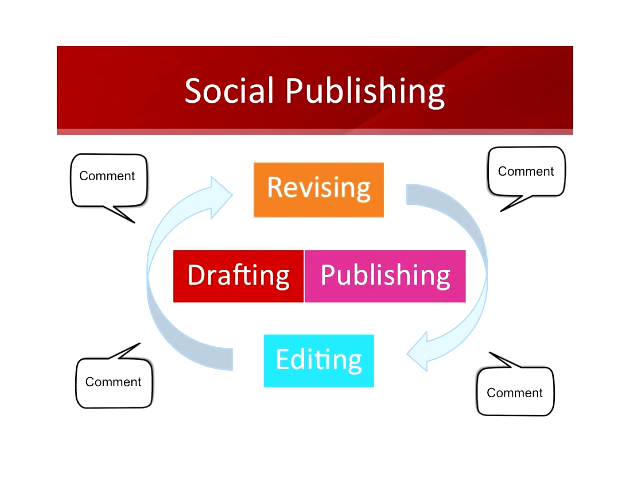 Social Publishing
Comment
Comment
Revising
Drafting
Publishing
Editing
Comment
Comment